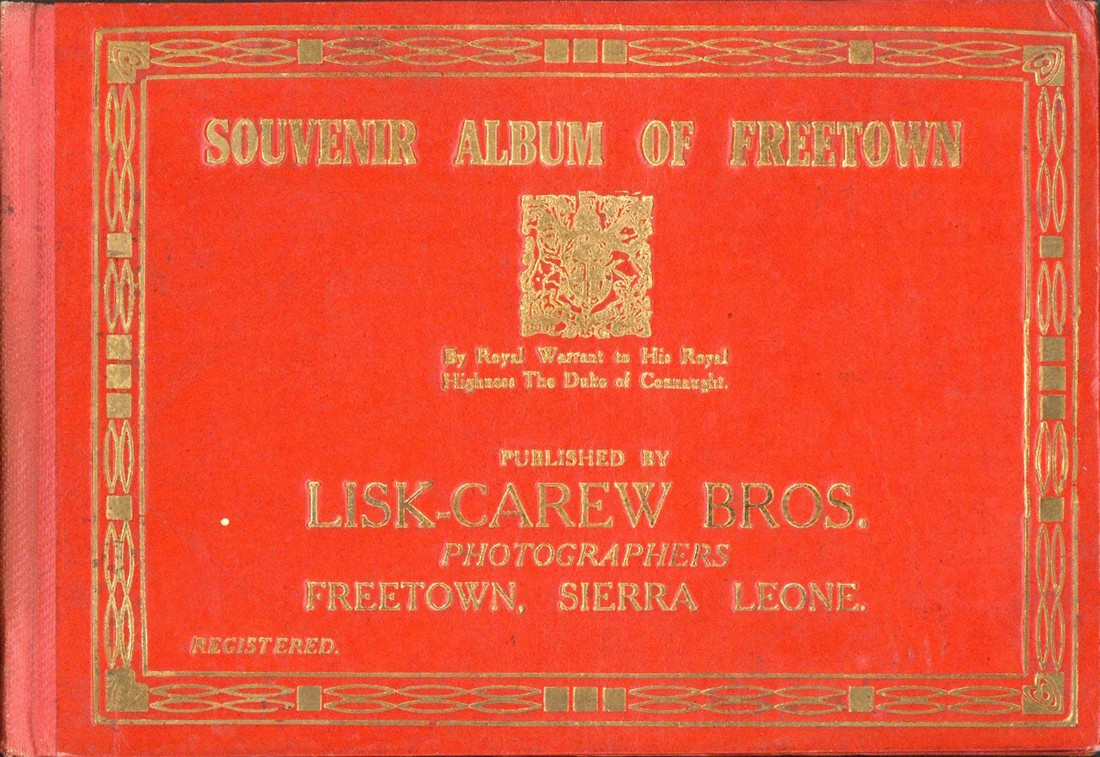 SOUVENIR ALBUM OF FREETOWN
By Royal Warrant to His Royal
Highness The Duke of Connaught.
PUBLISHED BY
LISK-CAREW BROS.
PHOTOGRAPHERS
FREETOWN, SIERRA LEONE.
REGISTERED.